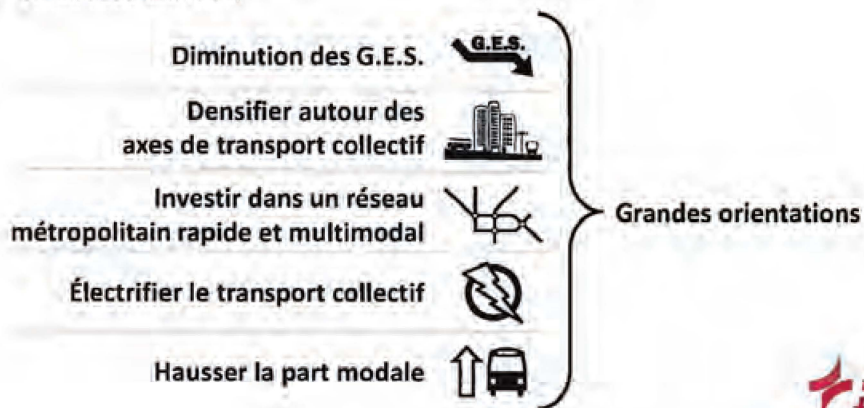 Diminution des G.E.S.
G.E.S.
Densifier autour des
axes de transport collectif
Investir dans un réseau
métropolitain rapide et multimodal
Grandes orientations
Électrifier le transport collectif
Hausser la part modale